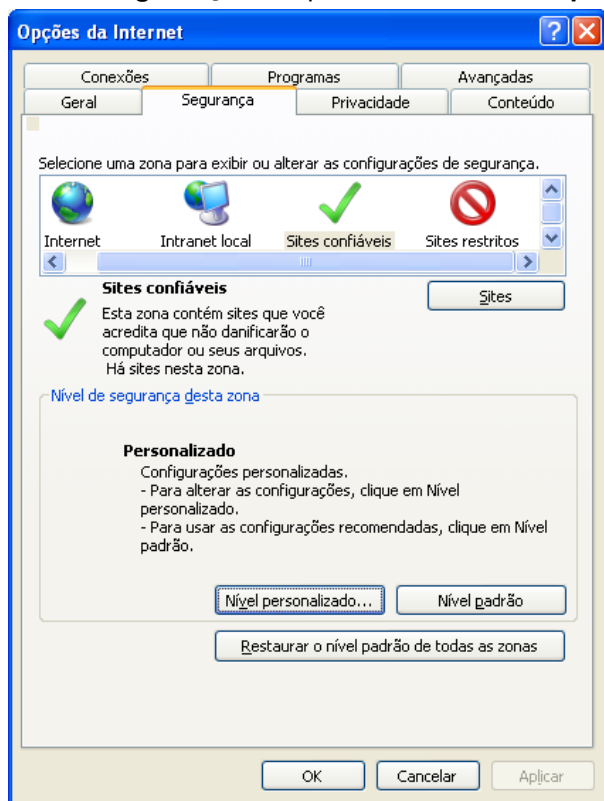 Opções da Internet
Conexões Programas Avançadas
Geral Segurança Privacidade Conteúdo
Selecione uma zona para exibir ou alterar as configurações de segurança.
Internet Intranet local Sites confiáveis Sites restritos
Sites confiáveis
Sites
Esta zona contém sites que você
acredita que não danificarão o
computador ou seus arquivos.
Há sites nesta zona.
Nível de segurança desta zona
Personalizado
Configurações personalizadas.
- Para alterar as configurações, clique em Nível
personalizado.
- Para usar as configurações recomendadas, clique em Nível
padrão.
Nível personalizado... Nível padrão
Restaurar o nível padrão de todas as zonas
OK Cancelar Aplicar